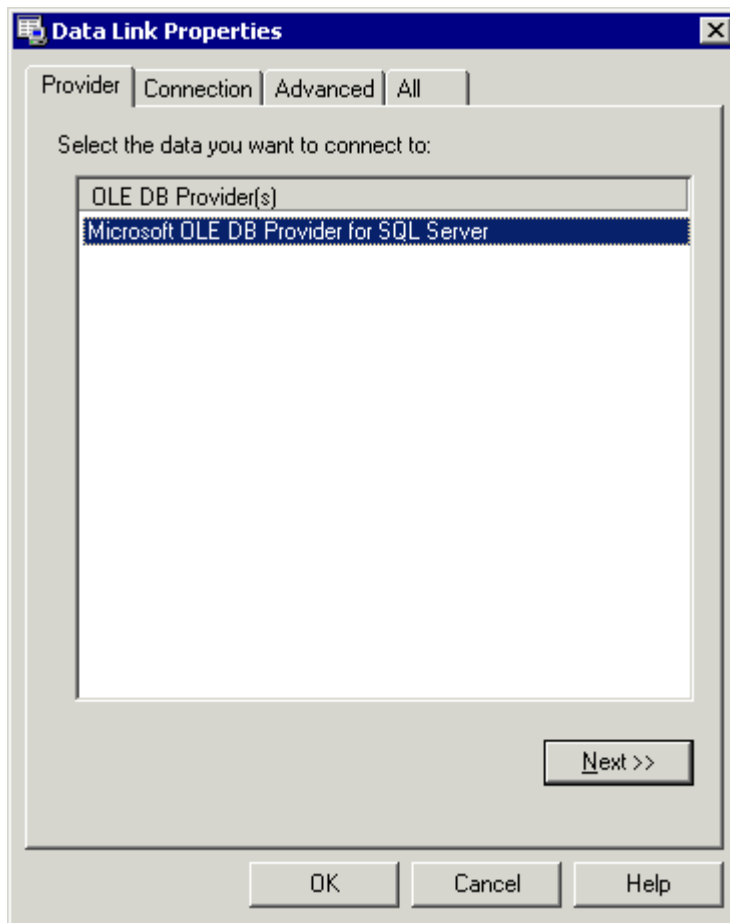 Data Link Properties
Provider Connection Advanced All
Select the data you want to connect to:
OLE DB Provider(s)
Microsoft OLE DB Provider for SQL Server
Next >>
OK Cancel Help